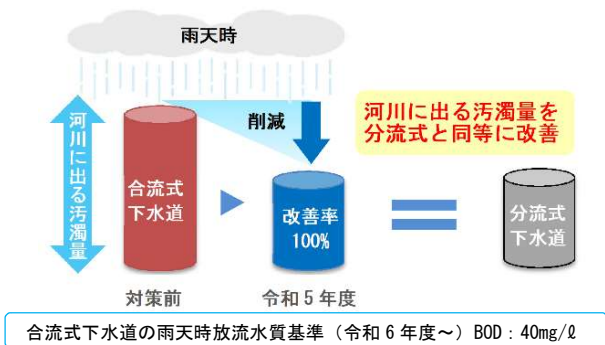 雨天時
河川に出る汚濁量
削減
河川に出る汚濁量を
分流式と同等に改善
合流式
下水道
改善率
100%
分流式
下水道
対策前
令和5年度
合流式下水道の雨天時放流水質基準（令和6年度～）BOD：40mg/ℓ